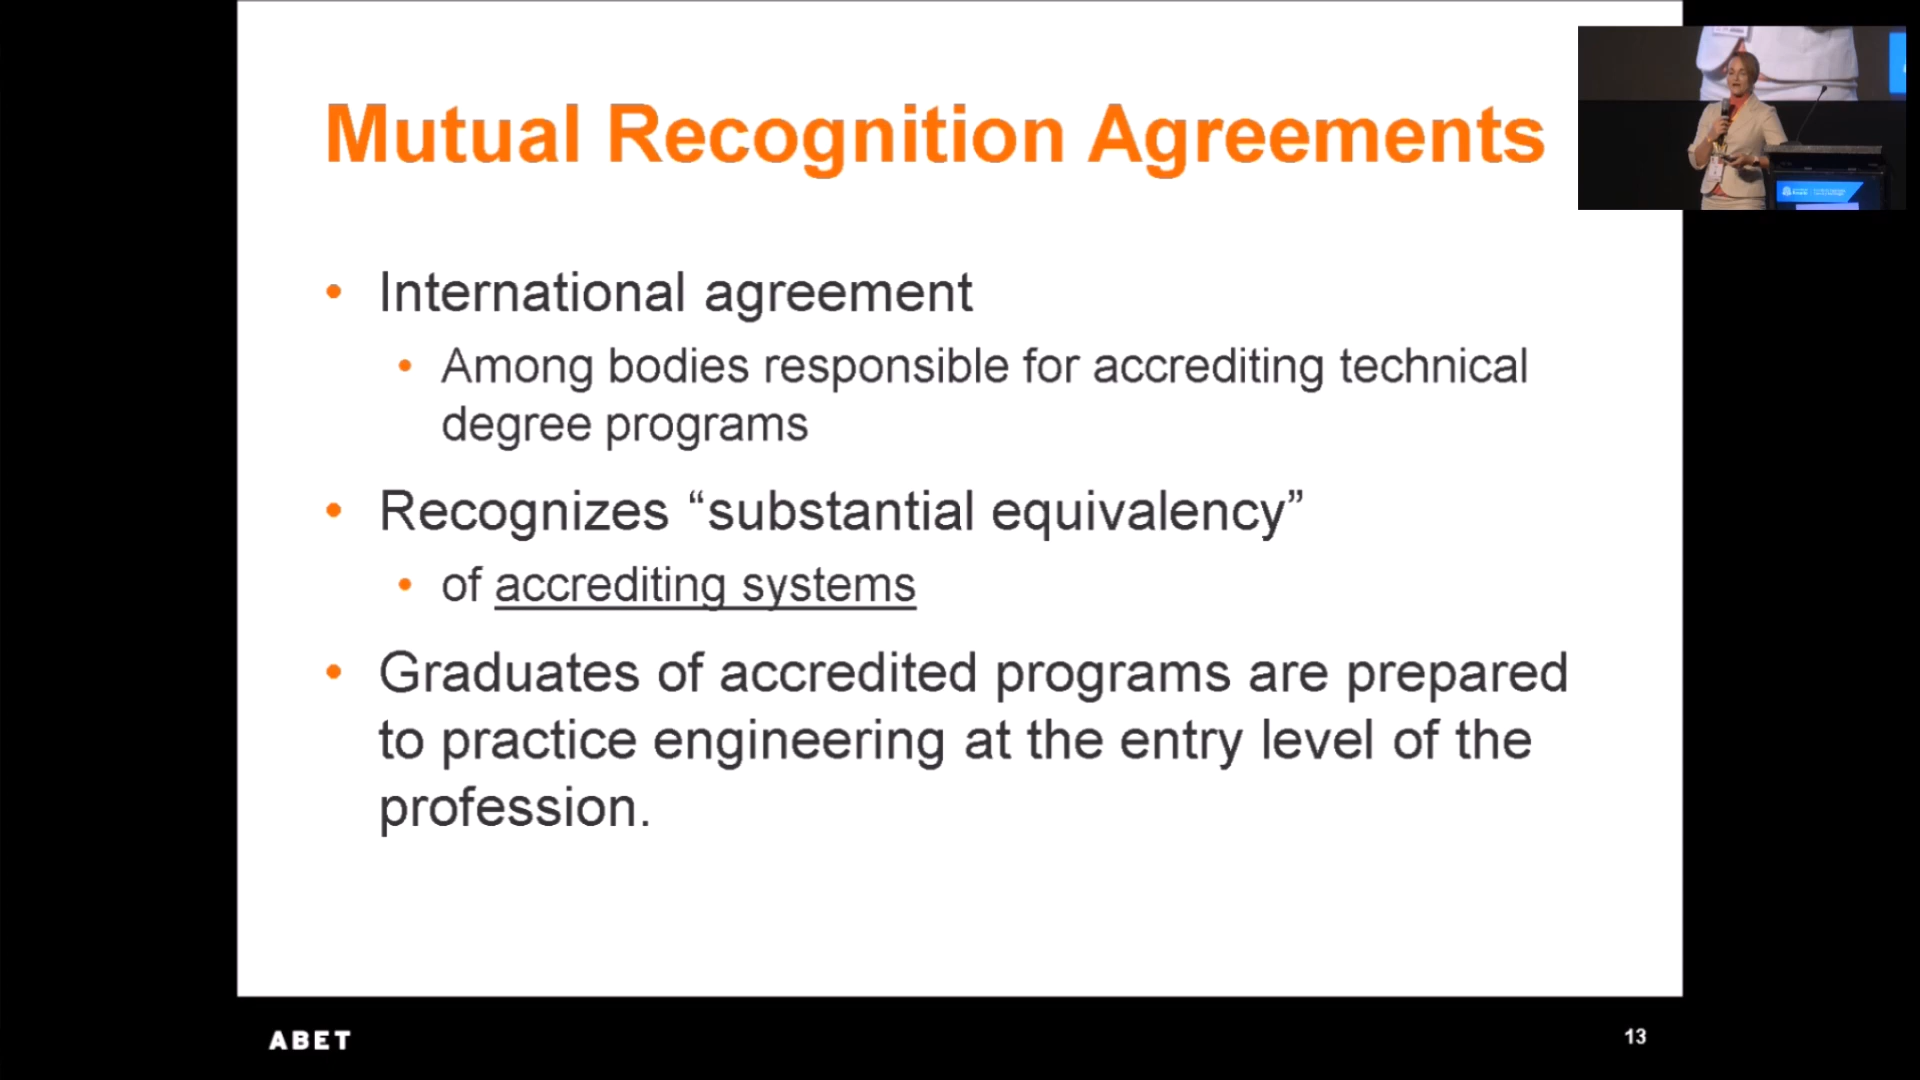 Mutual Recognition Agreements
• International agreement
• Among bodies responsible for accrediting technical
degree programs
• Recognizes “substantial equivalency”
• of accrediting systems
• Graduates of accredited programs are prepared
to practice engineering at the entry level of the
profession.
ABET
13